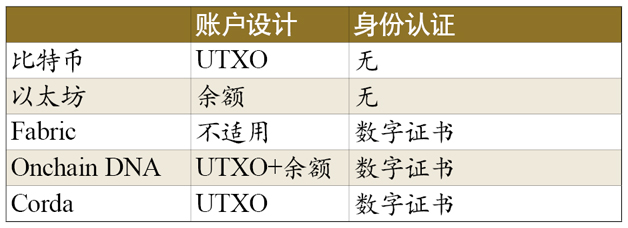 账户设计 身份认证
比特币 UTXO 无
以太坊 余额 无
Fabric 不适用 数字证书
Onchain DNA UTXO+余额 数字证书
Corda UTXO 数字证书